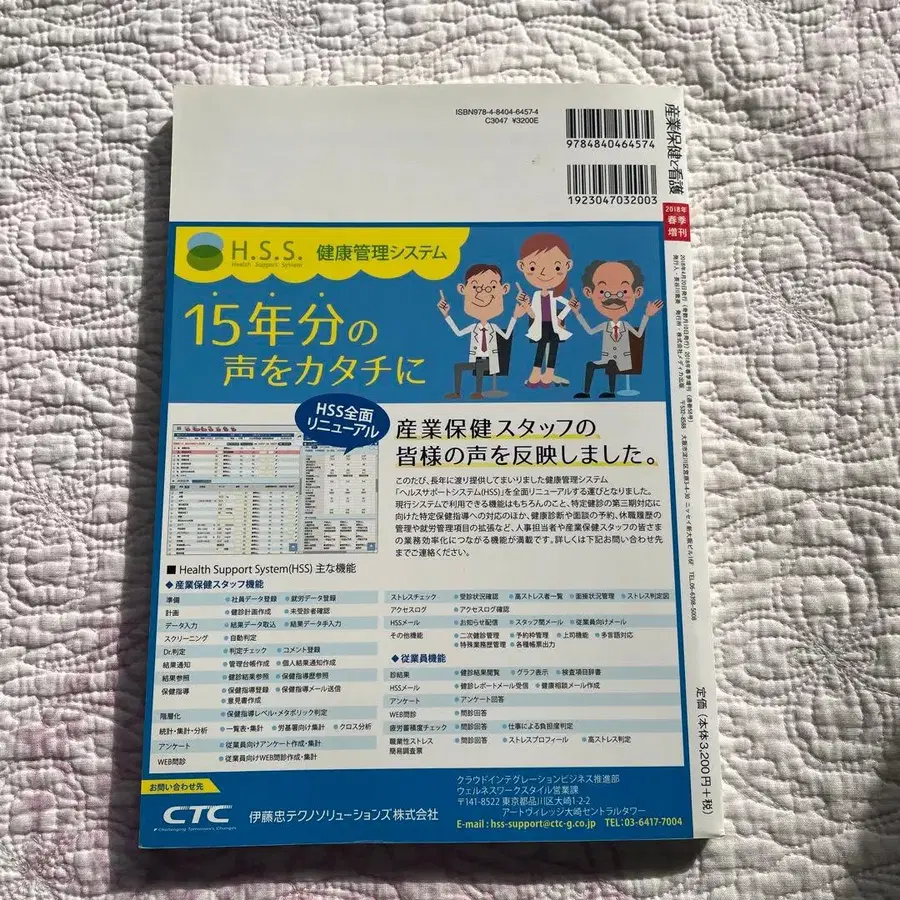 ISBN978-4-8404-6457-4
C3047 ¥3200E
9784840464574
1923047032003
産業保健と看護
2018年
春季
増刊
定価（本体3,200円＋税）
H.S.S.
Health Support System
健康管理システム
15年分の
声をカタチに
HSS全面
リニューアル
産業保健スタッフの
皆様の声を反映しました。
このたび、長年に渡り提供してまいりました健康管理システム
「ヘルスサポートシステム(HSS)」を全面リニューアルする運びとなりました。
現行システムで利用できる機能はもちろんのこと、特定健診の第三期対応に
向けた特定保健指導への対応のほか、健康診断や面談の予約、休職履歴の
管理や就労管理項目の拡張など、人事担当者や産業保健スタッフの皆さま
の業務効率化につながる機能が満載です。詳しくは下記お問い合わせ先
までご連絡ください。
■ Health Support System(HSS) 主な機能
◆産業保健スタッフ機能
準備 ●社員データ登録 ●就労データ登録
計画 ●健診計画作成 ●未受診者確認
データ入力 ●結果データ取込 ●結果データ手入力
スクリーニング ●自動判定
Dr.判定 ●判定チェック ●コメント登録
結果通知 ●管理台帳作成 ●個人結果通知作成
結果参照 ●健診結果参照 ●保健指導歴参照
保健指導 ●保健指導登録 ●保健指導メール送信
●意見書作成
階層化 ●保健指導レベル・メタボリック判定
統計・集計・分析 ●一覧表・集計 ●労基署向け集計 ●クロス分析
アンケート ●従業員向けアンケート作成・集計
WEB問診 ●従業員向けWEB問診作成・集計
ストレスチェック ●受診状況確認 ●高ストレス者一覧 ●面接状況管理 ●ストレス判定図
アクセスログ ●アクセスログ確認
HSSメール ●お知らせ配信 ●スタッフ間メール ●従業員向けメール
その他機能 ●二次健診管理 ●予約枠管理 ●上司機能 ●多言語対応
●特殊業務歴管理 ●各種帳票出力
◆従業員機能
診結果 ●健診結果閲覧 ●グラフ表示 ●検査項目辞書
HSSメール ●健診レポートメール受信 ●健康相談メール作成
アンケート ●アンケート回答
WEB問診 ●問診回答
疲労蓄積度チェック ●問診回答 ●仕事による負担度判定
職業性ストレス
簡易調査票 ●問診回答 ●ストレスプロフィール ●高ストレス判定
お問い合わせ先
CTC
Challenging Tomorrow's Changes
伊藤忠テクノソリューションズ株式会社
クラウドインテグレーションビジネス推進部
ウェルネスワークスタイル営業課
〒141-8522 東京都品川区大崎1-2-2
アートヴィレッジ大崎セントラルタワー
E-mail : hss-support@ctc-g.co.jp TEL:03-6417-7004